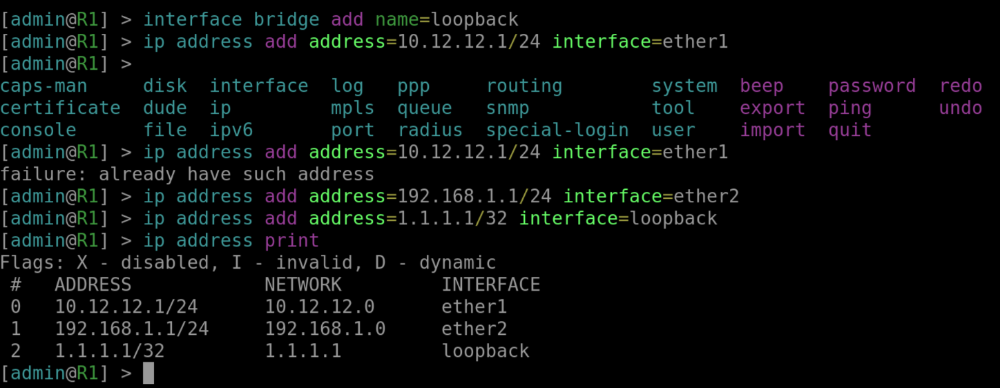 [admin@R1] > interface bridge add name=loopback
[admin@R1] > ip address add address=10.12.12.1/24 interface=ether1
[admin@R1] >
caps-man     disk  interface  log   ppp     routing        system  beep    password  redo
certificate  dude  ip         mpls  queue   snmp           tool    export  ping      undo
console      file  ipv6       port  radius  special-login  user    import  quit
[admin@R1] > ip address add address=10.12.12.1/24 interface=ether1
failure: already have such address
[admin@R1] > ip address add address=192.168.1.1/24 interface=ether2
[admin@R1] > ip address add address=1.1.1.1/32 interface=loopback
[admin@R1] > ip address print
Flags: X - disabled, I - invalid, D - dynamic
 #   ADDRESS            NETWORK         INTERFACE
 0   10.12.12.1/24      10.12.12.0      ether1
 1   192.168.1.1/24     192.168.1.0     ether2
 2   1.1.1.1/32         1.1.1.1         loopback
[admin@R1] >